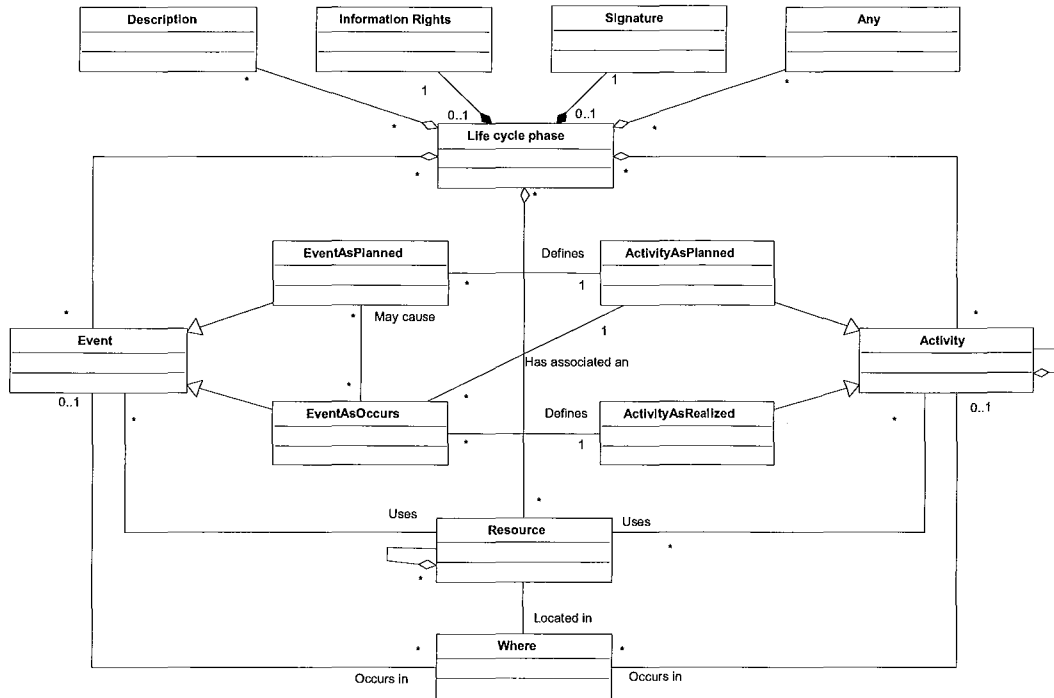 Description
Information Rights
Signature
Any
*
1
1
*
0..1
0..1
*
*
Life cycle phase
*
*
*
EventAsPlanned
Defines
ActivityAsPlanned
*
1
*
*
May cause
1
*
Event
Activity
Has associated an
0..1
*
*
*
*
0..1
EventAsOccurs
Defines
ActivityAsRealized
*
1
*
Uses
Resource
Uses
*
*
Located in
*
Where
*
Occurs in
Occurs in